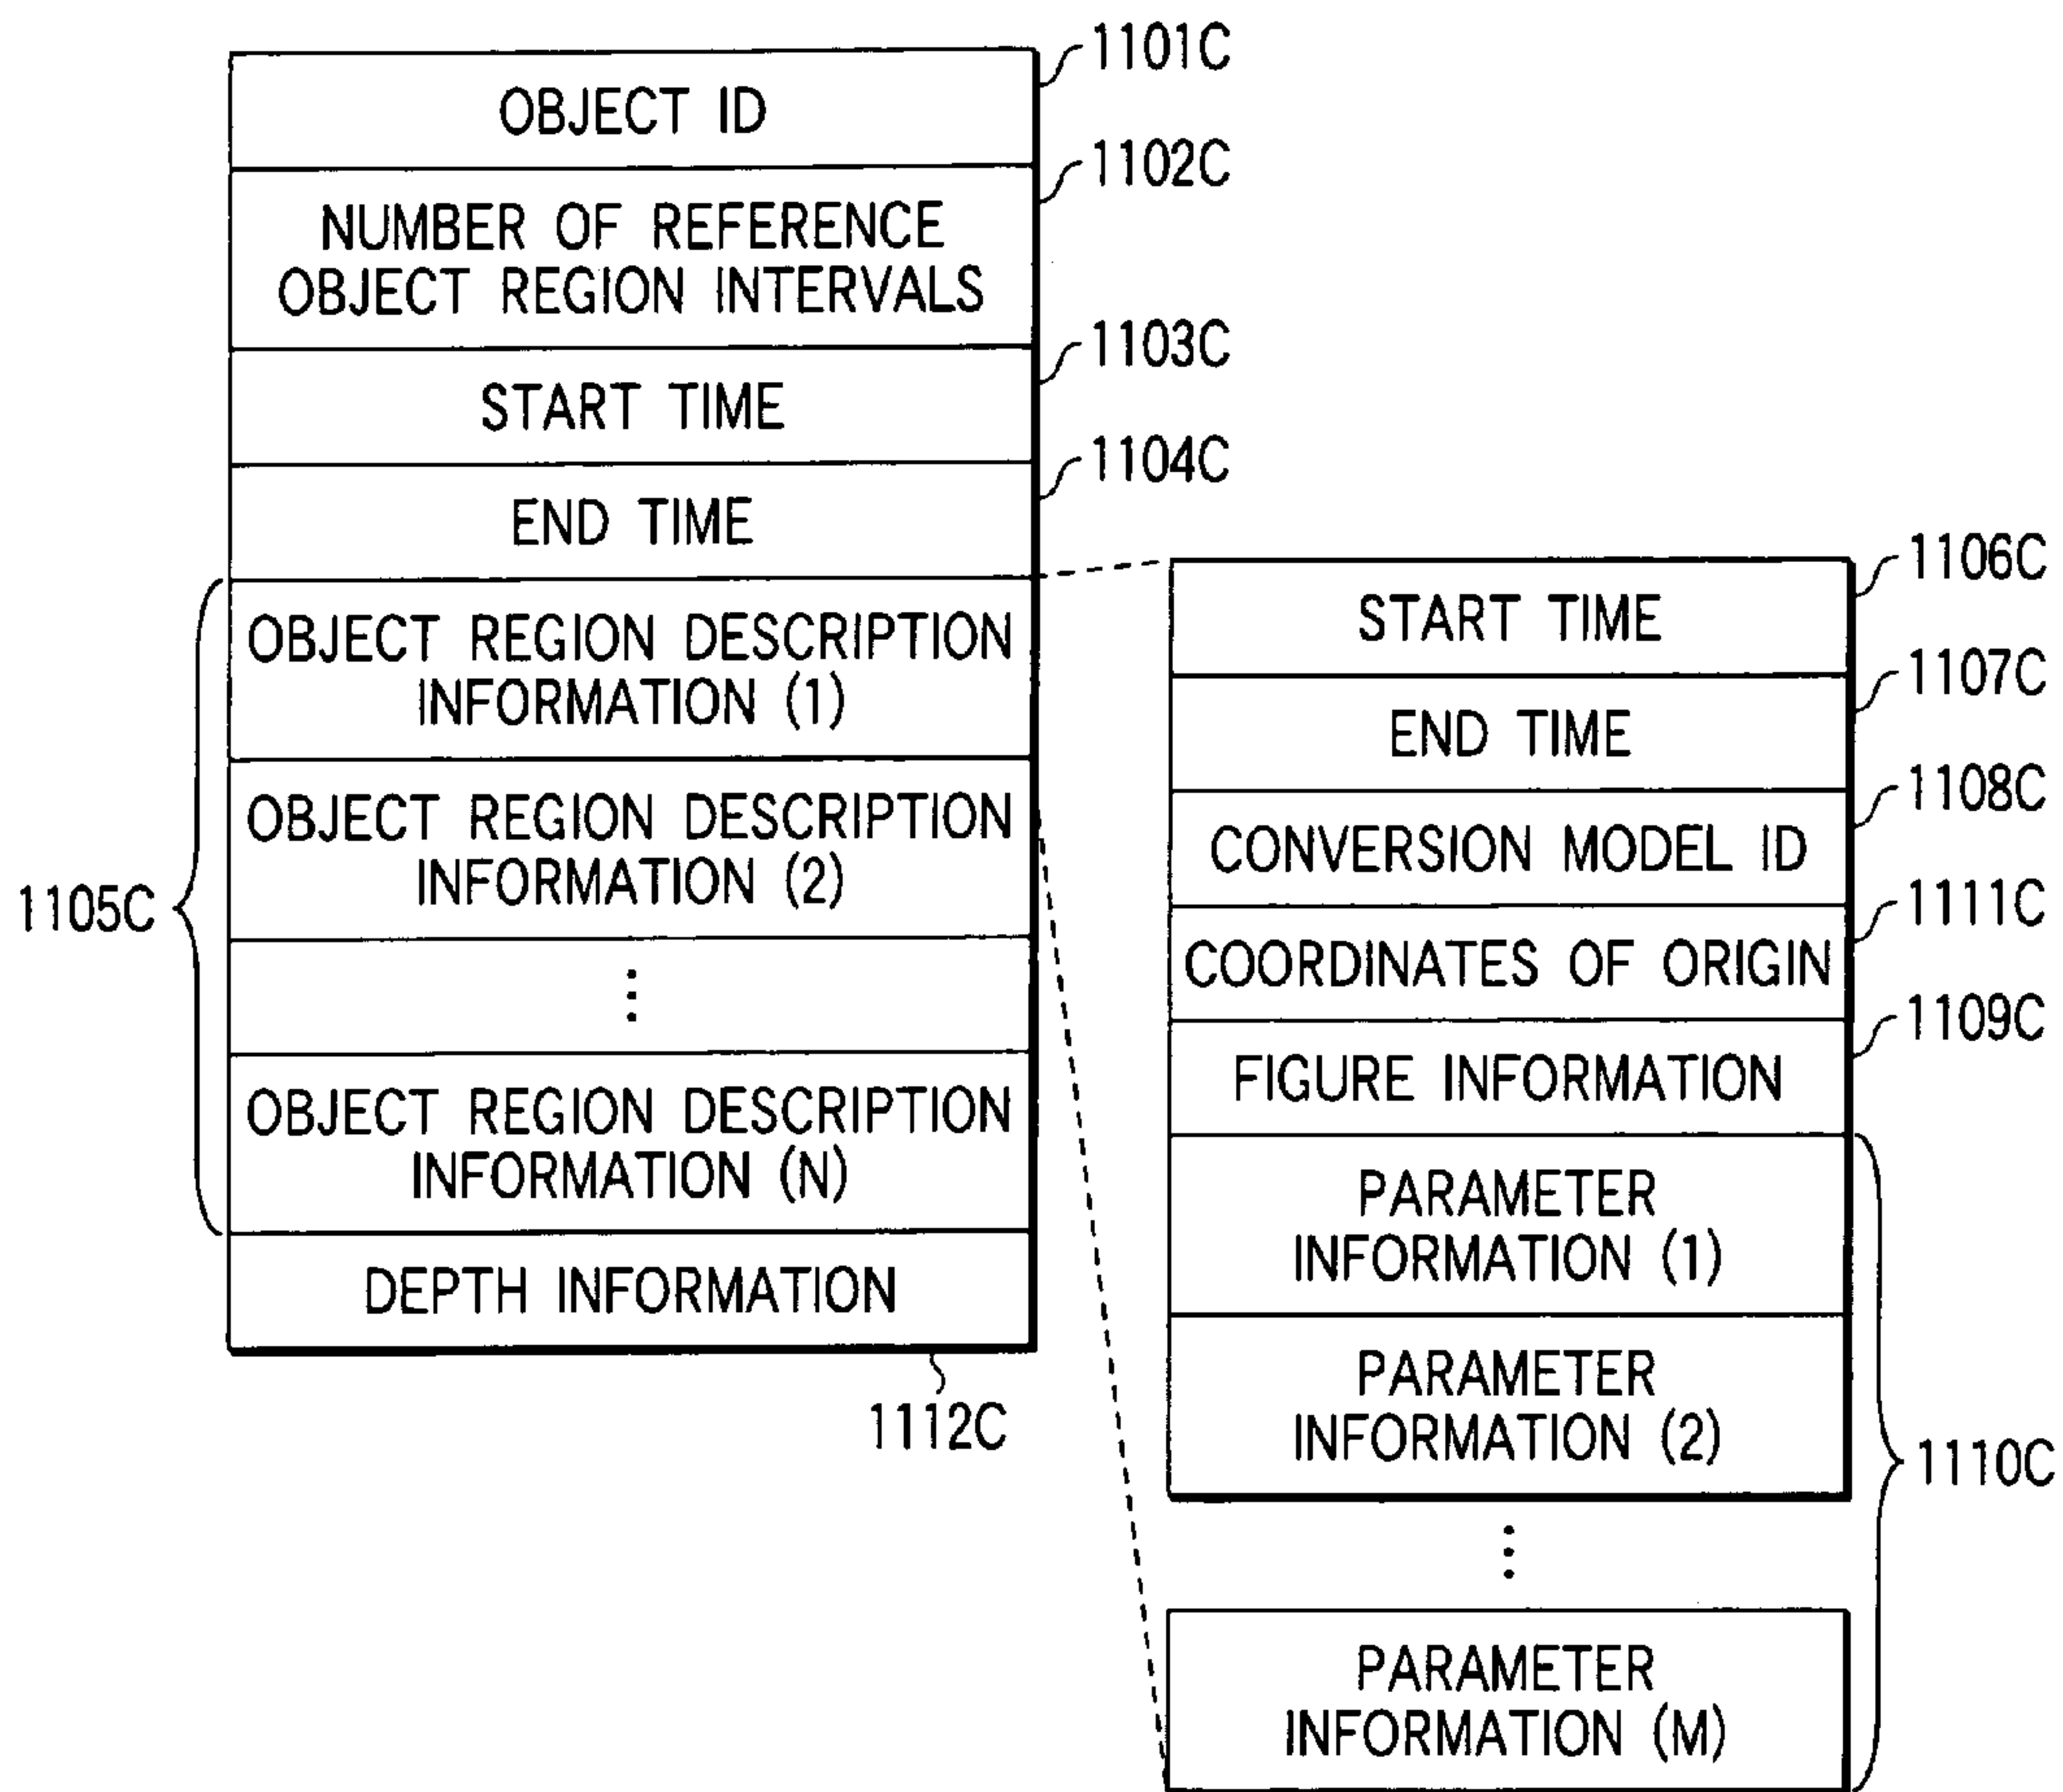 1101C
OBJECT ID
1102C
NUMBER OF REFERENCE
OBJECT REGION INTERVALS
1103C
START TIME
1104C
END TIME
1105C
OBJECT REGION DESCRIPTION
INFORMATION (1)
OBJECT REGION DESCRIPTION
INFORMATION (2)
⋮
OBJECT REGION DESCRIPTION
INFORMATION (N)
DEPTH INFORMATION
1112C
1106C
START TIME
1107C
END TIME
1108C
CONVERSION MODEL ID
1111C
COORDINATES OF ORIGIN
1109C
FIGURE INFORMATION
PARAMETER
INFORMATION (1)
PARAMETER
INFORMATION (2)
1110C
⋮
PARAMETER
INFORMATION (M)